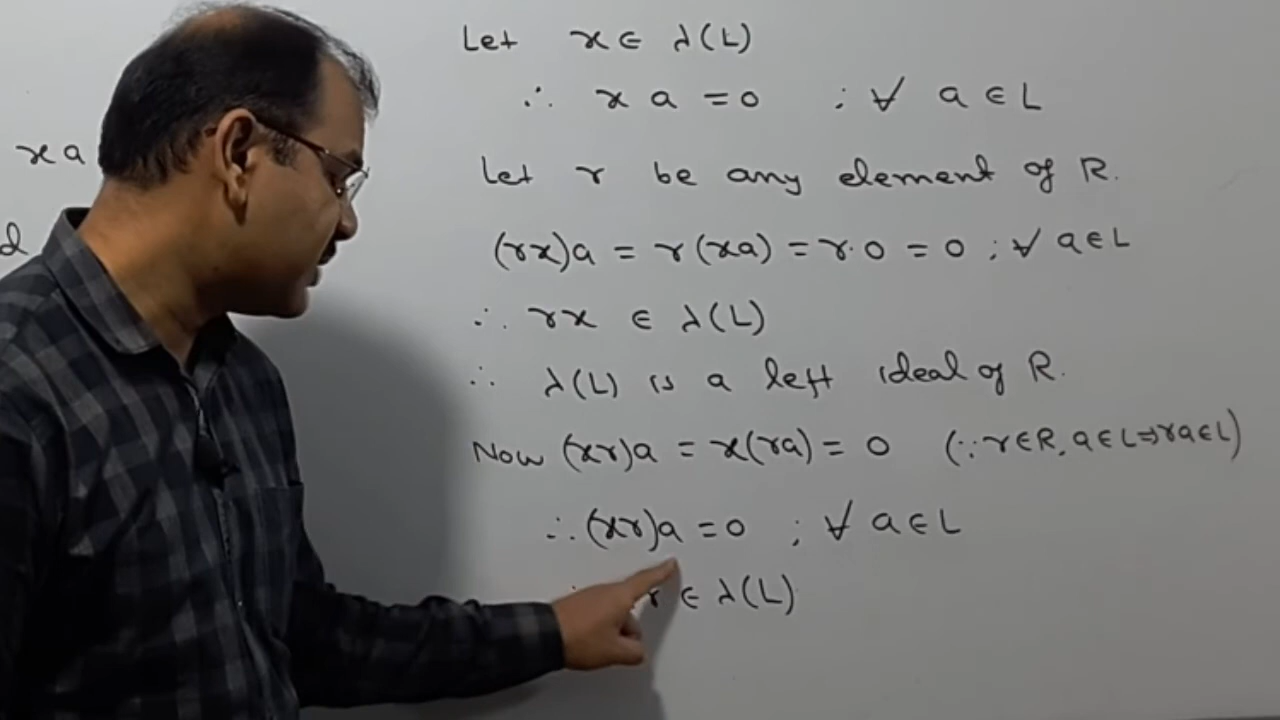 Let x ∈ λ(L)
∴ x a = 0 ; ∀ a ∈ L
x a
Let r be any element of R.
(rx)a = r(xa) = r·0 = 0 ; ∀ a ∈ L
∴ rx ∈ λ(L)
∴ λ(L) is a left ideal of R.
Now (xr)a = x(ra) = 0 (∵ r∈R, a∈L ⇒ ra∈L)
∴ (xr)a = 0 ; ∀ a ∈ L
r ∈ λ(L)